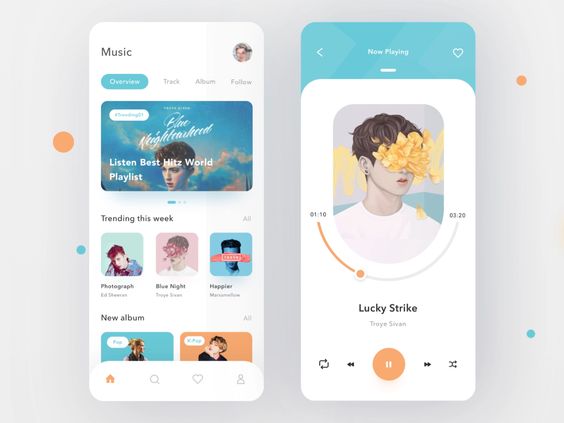 Music
Overview
Track
Album
Follow
#Trending01
TROYE SIVAN
Blue
Neighbourhood
Listen Best Hitz World
Playlist
Trending this week
All
Photograph
Ed Sheeran
Blue Night
Troye Sivan
Happier
Marsmellow
New album
All
Pop
K-Pop
Now Playing
01:10
03:20
Lucky Strike
Troye Sivan